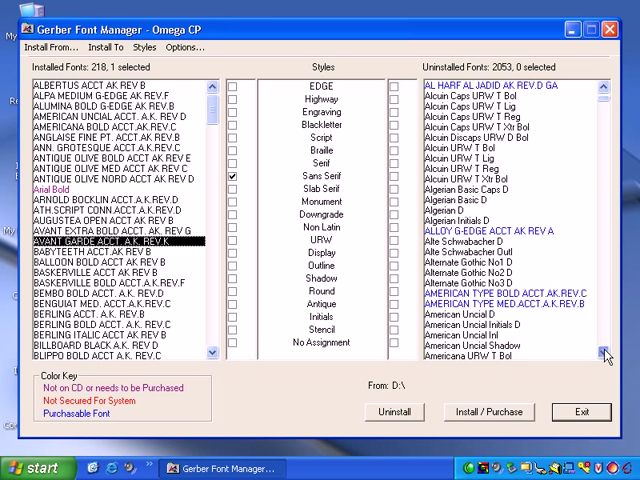 Gerber Font Manager - Omega CP
Install From...
Install To
Styles
Options...
Installed Fonts: 218, 1 selected
Styles
Uninstalled Fonts: 2053, 0 selected
ALBERTUS ACCT AK REV B
ALPA MEDIUM G-EDGE AK REV.F
ALUMINA BOLD G-EDGE AK REV.B
AMERICAN UNCIAL ACCT. A.K. REV D
AMERICANA BOLD ACCT.AK.REV.C
ANGLAISE FINE PT. ACCT.AK.REV.B
ANN. GROTESQUE ACCT.A.K.REV.C
ANTIQUE OLIVE BOLD ACCT AK REV E
ANTIQUE OLIVE MED ACCT AK REV C
ANTIQUE OLIVE NORD ACCT AK REV D
Arial Bold
ARNOLD BOCKLIN ACCT.A.K.REV.D
ATH.SCRIPT CONN.ACCT.A.K.REV.D
AUGUSTEA OPEN ACCT AK REV B
AVANT EXTRA BOLD ACCT. AK. REV G
AVANT GARDE ACCT. A.K. REV.K
BABYTEETH ACCT.AK REV B
BALLOON BOLD ACCT AK REV B
BASKERVILLE ACCT AK REV B
BASKERVILLE BOLD ACCT.A.K.REV.F
BEMBO BOLD ACCT. A.K. REV.D
BENGUIAT MED. ACCT.A.K.REV.C
BERLING ACCT. A.K. REV.B
BERLING BOLD ACCT. A.K. REV.D
BERLING ITALIC ACCT AK REV B
BILLBOARD BLACK A.K. REV D
BLIPPO BOLD ACCT A.K. REV C
EDGE
Highway
Engraving
Blackletter
Script
Braille
Serif
Sans Serif
Slab Serif
Monument
Downgrade
Non Latin
URW
Display
Outline
Shadow
Round
Antique
Initials
Stencil
No Assignment
AL HARF AL JADID AK REV.D GA
Alcuin Caps URW T Bol
Alcuin Caps URW T Lig
Alcuin Caps URW T Reg
Alcuin Caps URW T Xtr Bol
Alcuin Discaps URW D Bol
Alcuin URW T Bol
Alcuin URW T Lig
Alcuin URW T Reg
Alcuin URW T Xtr Bol
Algerian Basic Caps D
Algerian Basic D
Algerian D
Algerian Initials D
ALLOY G-EDGE ACCT AK REV A
Alte Schwabacher D
Alte Schwabacher Outl
Alternate Gothic No1 D
Alternate Gothic No2 D
Alternate Gothic No3 D
AMERICAN TYPE BOLD ACCT.AK.REV.C
AMERICAN TYPE MED.ACCT.A.K.REV.B
American Uncial D
American Uncial Initials D
American Uncial Inl
American Uncial Shadow
Americana URW T Bol
Color Key
Not on CD or needs to be Purchased
Not Secured For System
Purchasable Font
From: D:\
Uninstall
Install / Purchase
Exit
start
Gerber Font Manager...